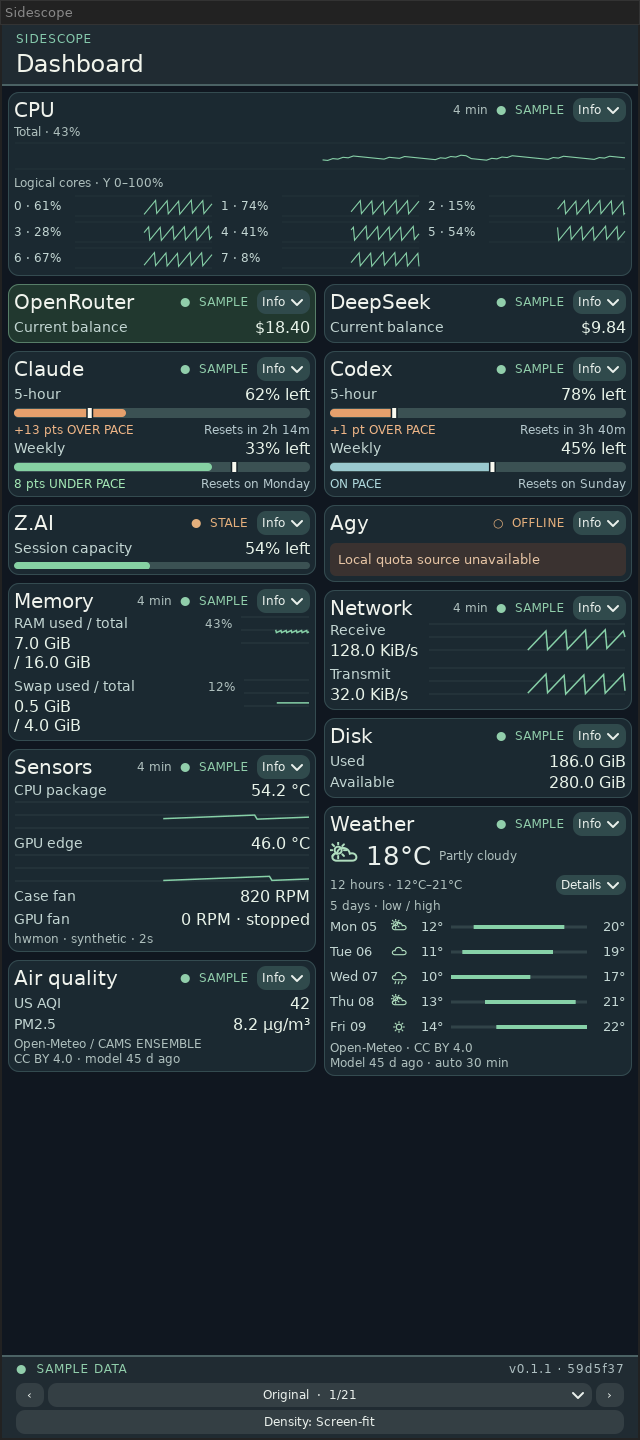 Sidescope
SIDESCOPE
Dashboard
CPU 4 min ● SAMPLE Info
Total · 43%
Logical cores · Y 0–100%
0 · 61% 1 · 74% 2 · 15%
3 · 28% 4 · 41% 5 · 54%
6 · 67% 7 · 8%
OpenRouter ● SAMPLE Info
Current balance $18.40
DeepSeek ● SAMPLE Info
Current balance $9.84
Claude ● SAMPLE Info
5-hour 62% left
+13 pts OVER PACE Resets in 2h 14m
Weekly 33% left
8 pts UNDER PACE Resets on Monday
Codex ● SAMPLE Info
5-hour 78% left
+1 pt OVER PACE Resets in 3h 40m
Weekly 45% left
ON PACE Resets on Sunday
Z.AI ● STALE Info
Session capacity 54% left
Agy ○ OFFLINE Info
Local quota source unavailable
Memory 4 min ● SAMPLE Info
RAM used / total 43%
7.0 GiB
/ 16.0 GiB
Swap used / total 12%
0.5 GiB
/ 4.0 GiB
Network 4 min ● SAMPLE Info
Receive
128.0 KiB/s
Transmit
32.0 KiB/s
Disk ● SAMPLE Info
Used 186.0 GiB
Available 280.0 GiB
Sensors 4 min ● SAMPLE Info
CPU package 54.2 °C
GPU edge 46.0 °C
Case fan 820 RPM
GPU fan 0 RPM · stopped
hwmon · synthetic · 2s
Weather ● SAMPLE Info
18°C Partly cloudy
12 hours · 12°C–21°C Details
5 days · low / high
Mon 05 12° 20°
Tue 06 11° 19°
Wed 07 10° 17°
Thu 08 13° 21°
Fri 09 14° 22°
Open-Meteo · CC BY 4.0
Model 45 d ago · auto 30 min
Air quality ● SAMPLE Info
US AQI 42
PM2.5 8.2 µg/m³
Open-Meteo / CAMS ENSEMBLE
CC BY 4.0 · model 45 d ago
● SAMPLE DATA v0.1.1 · 59d5f37
‹ Original · 1/21 ›
Density: Screen-fit